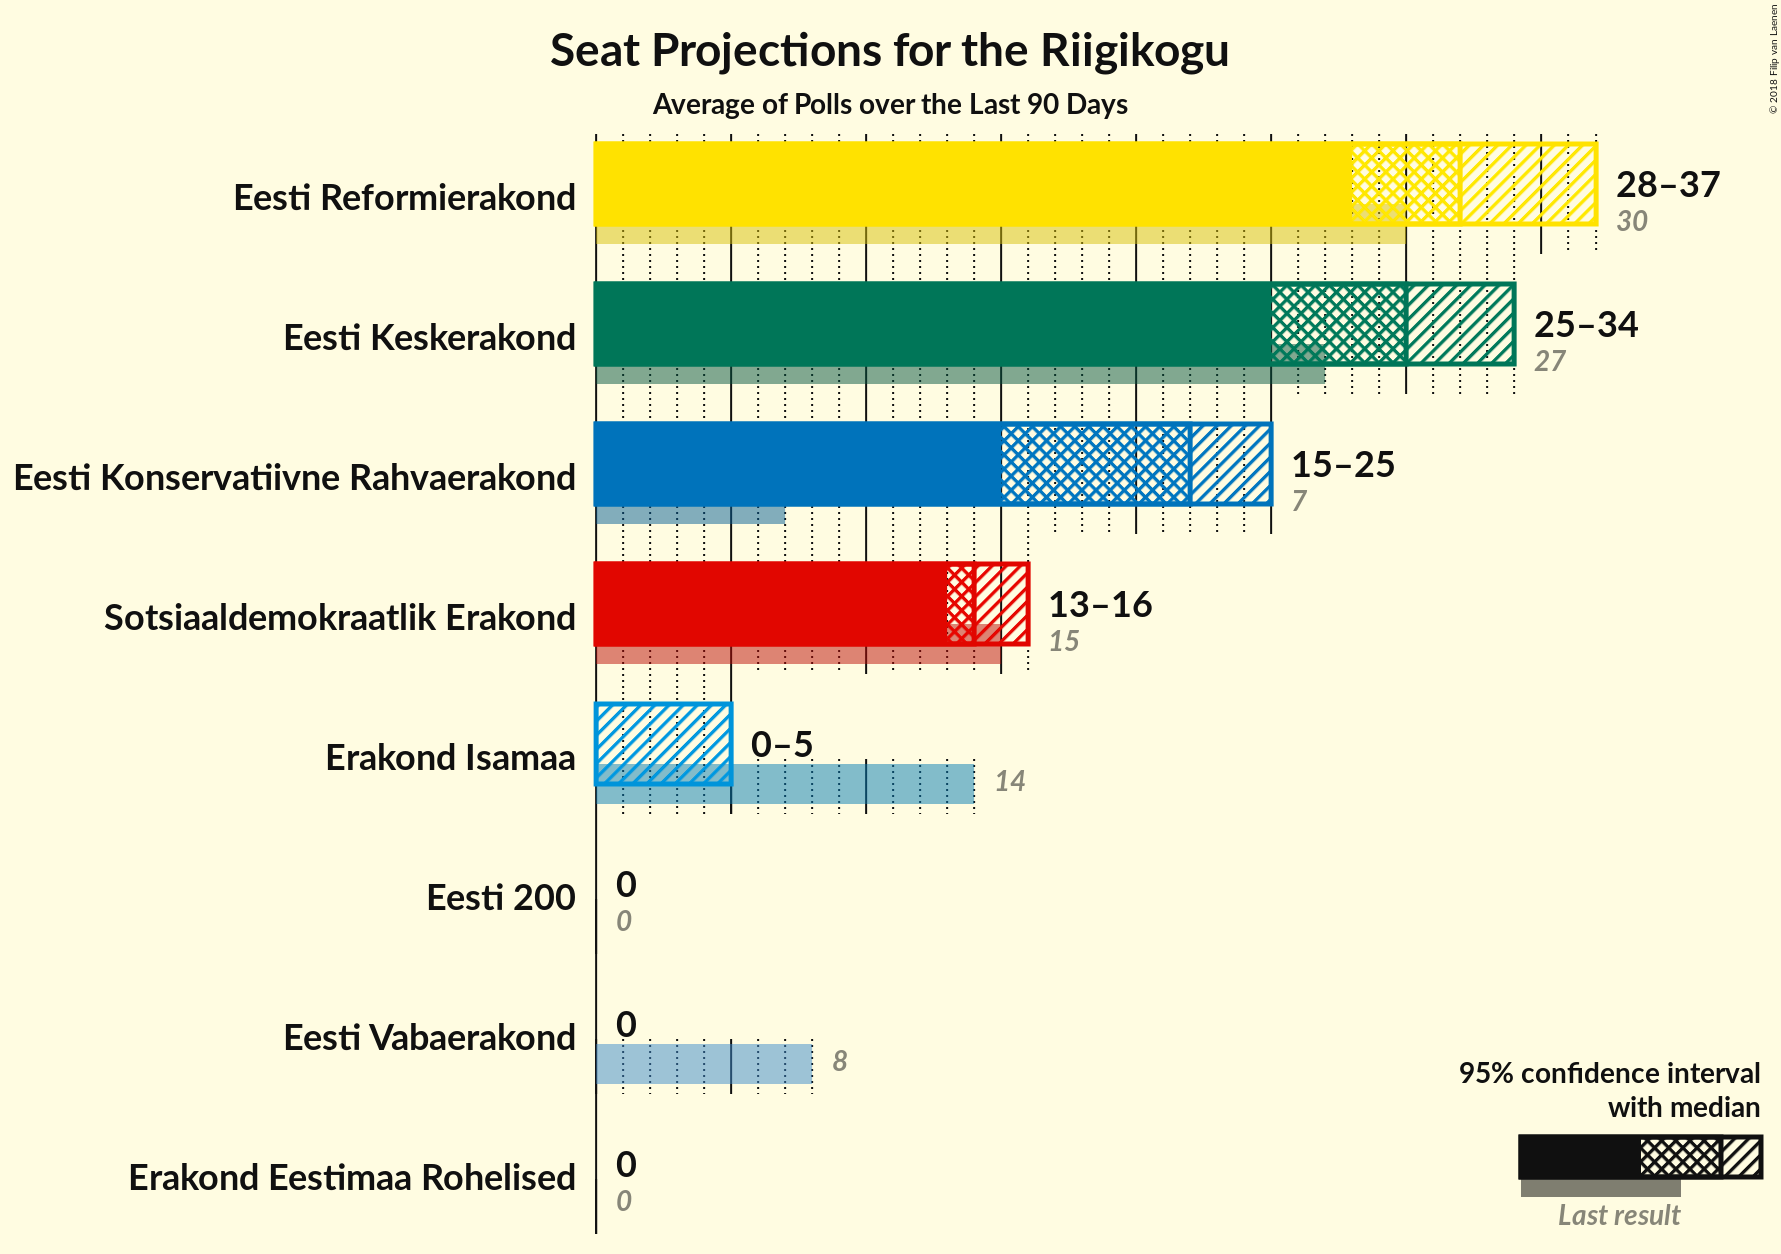 Seat Projections for the Riigikogu
Average of Polls over the Last 90 Days
© 2018 Filip van Laenen
Eesti Reformierakond
28–37
30
Eesti Keskerakond
25–34
27
Eesti Konservatiivne Rahvaerakond
15–25
7
Sotsiaaldemokraatlik Erakond
13–16
15
Erakond Isamaa
0–5
14
Eesti 200
0
0
Eesti Vabaerakond
0
8
Erakond Eestimaa Rohelised
0
0
95% confidence interval
with median
Last result